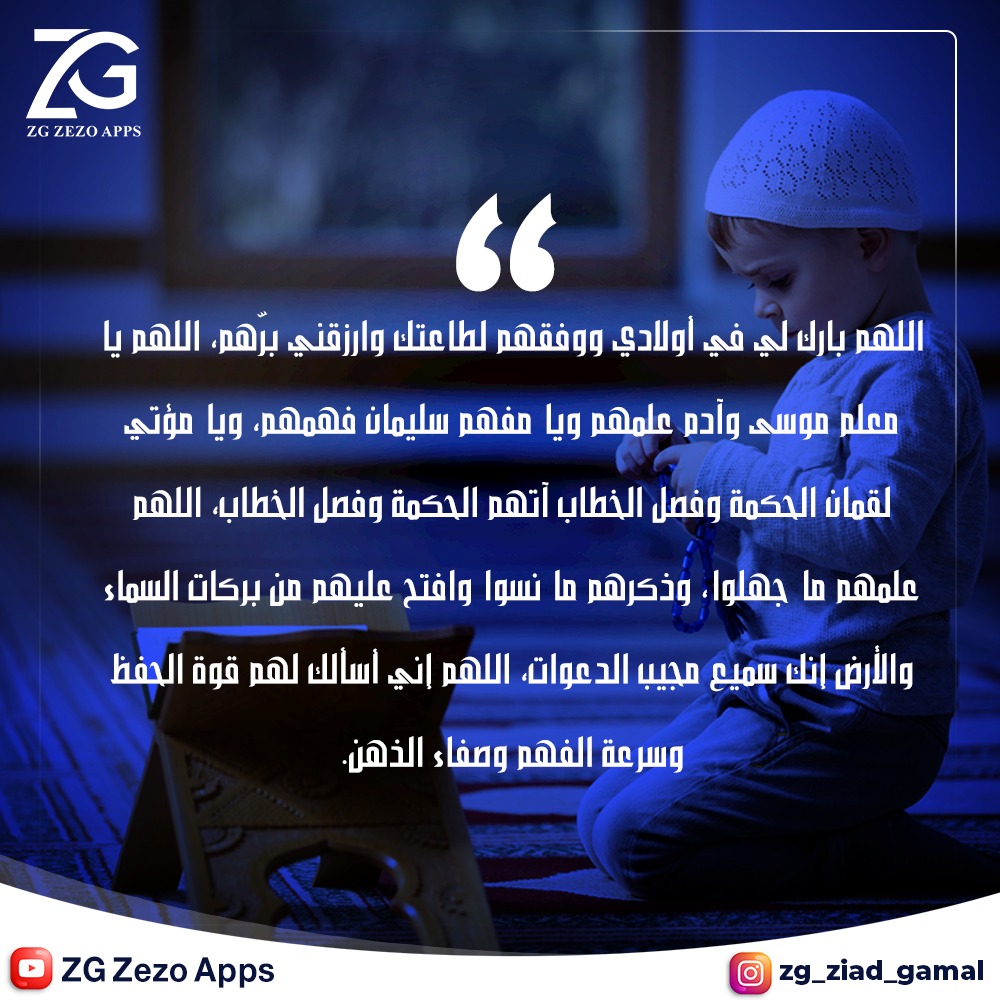 ZG
ZG ZEZO APPS
اللهم بارك لي في أولادي ووفقهم لطاعتك وارزقني برّهم، اللهم يا
معلم موسى وآدم علمهم ويا مفهم سليمان فهمهم، ويا مؤتي
لقمان الحكمة وفصل الخطاب آتهم الحكمة وفصل الخطاب، اللهم
علمهم ما جهلوا، وذكرهم ما نسوا وافتح عليهم من بركات السماء
والأرض إنك سميع مجيب الدعوات، اللهم إني أسألك لهم قوة الحفظ
وسرعة الفهم وصفاء الذهن.
ZG Zezo Apps
zg_ziad_gamal